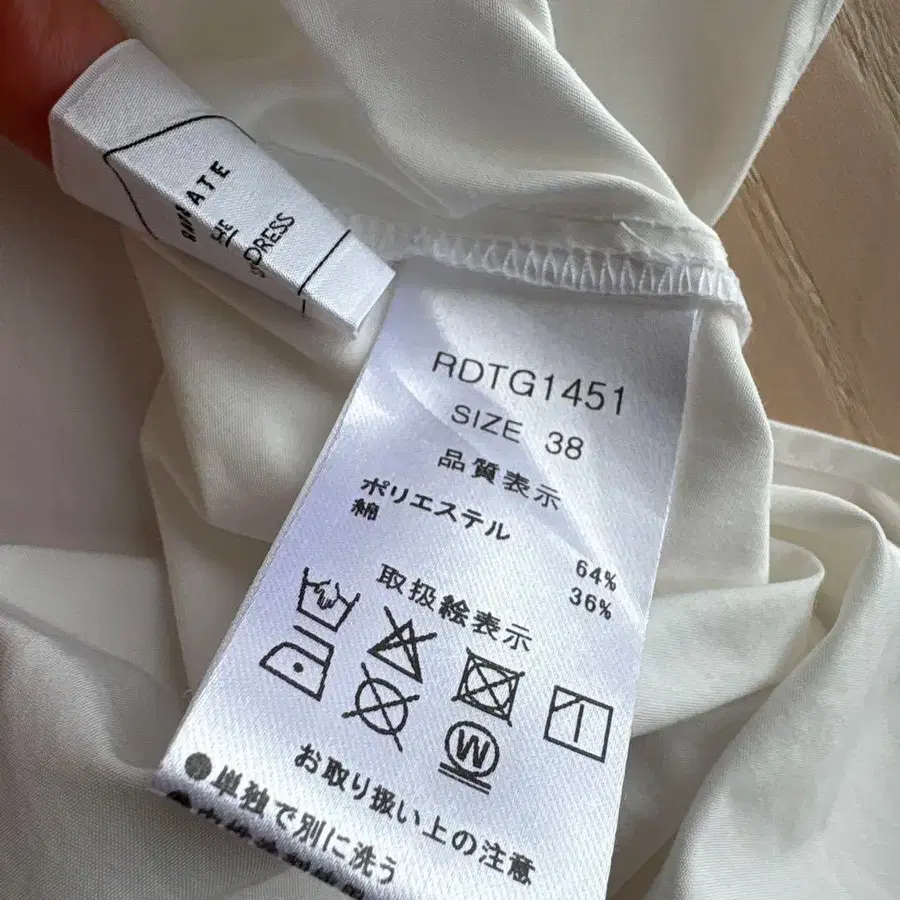 THE
DRESS
RDTG1451
SIZE 38
品質表示
ポリエステル 64%
綿 36%
取扱絵表示
W
お取り扱い上の注意
●単独で別に洗う